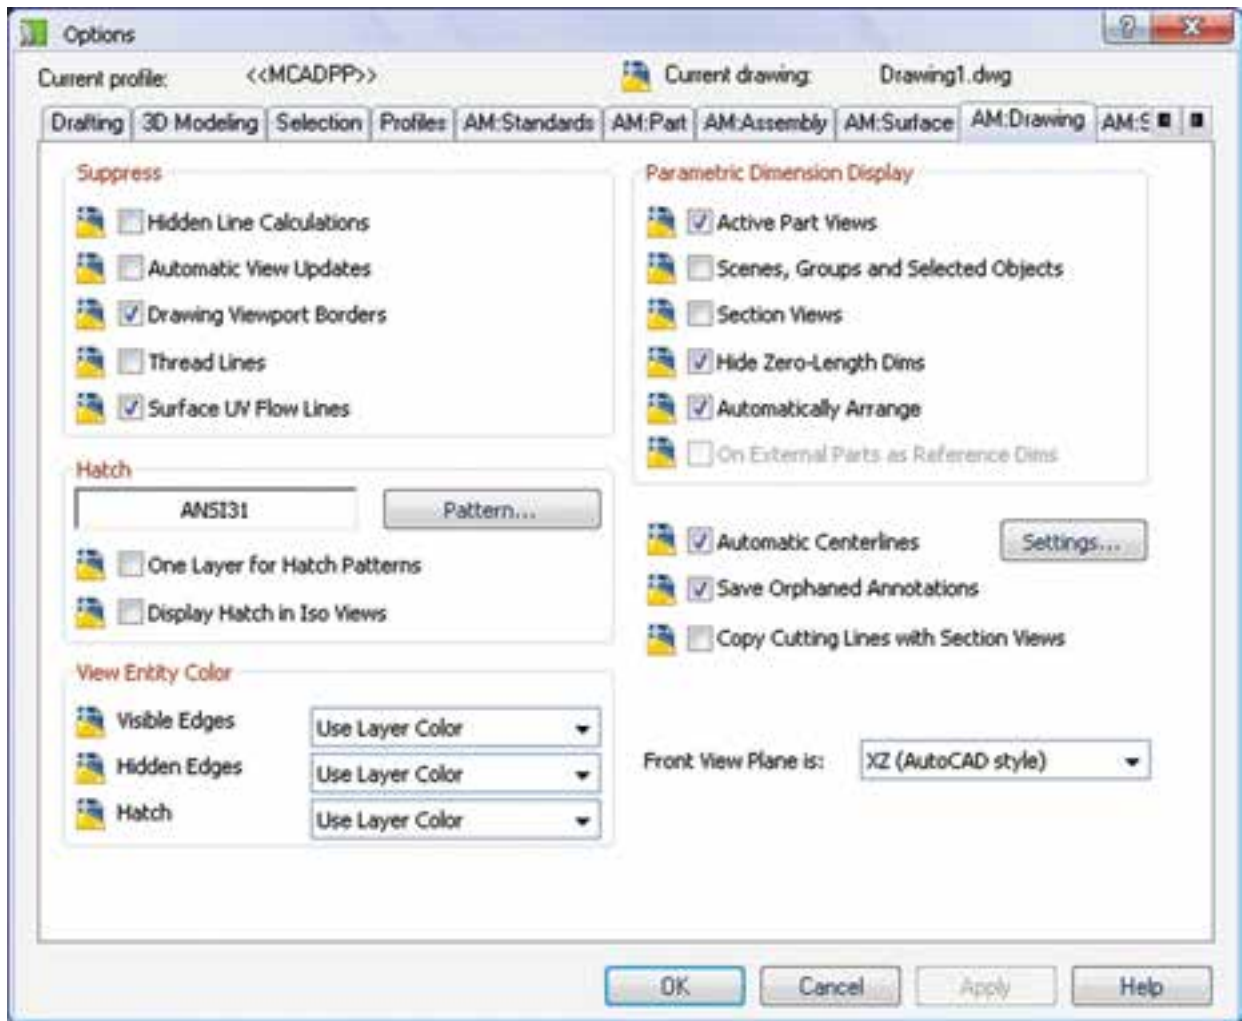 Options
Current profile: <<MCADPP>> Current drawing: Drawing1.dwg
Drafting 3D Modeling Selection Profiles AM:Standards AM:Part AM:Assembly AM:Surface AM:Drawing AM:S
Suppress
Hidden Line Calculations
Automatic View Updates
Drawing Viewport Borders
Thread Lines
Surface UV Flow Lines
Hatch
ANSI31 Pattern...
One Layer for Hatch Patterns
Display Hatch in Iso Views
View Entity Color
Visible Edges Use Layer Color
Hidden Edges Use Layer Color
Hatch Use Layer Color
Parametric Dimension Display
Active Part Views
Scenes, Groups and Selected Objects
Section Views
Hide Zero-Length Dims
Automatically Arrange
On External Parts as Reference Dims
Automatic Centerlines Settings...
Save Orphaned Annotations
Copy Cutting Lines with Section Views
Front View Plane is: XZ (AutoCAD style)
OK Cancel Apply Help